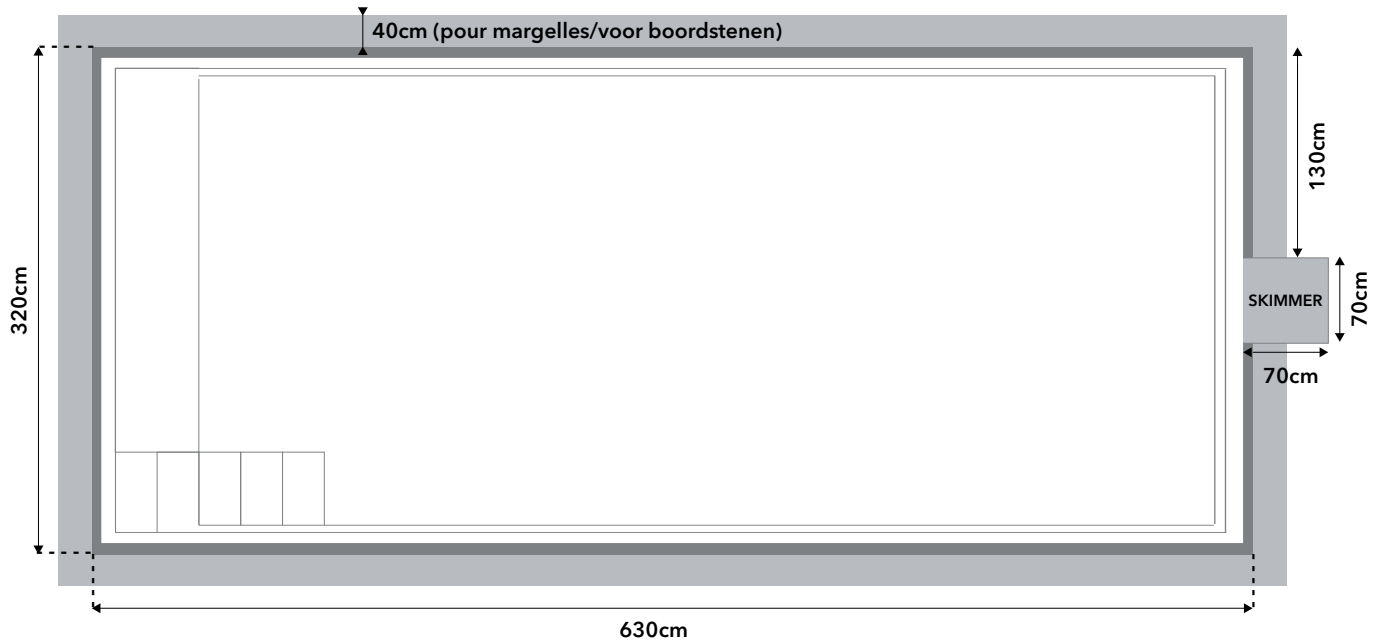 40cm (pour margelles/voor boordstenen)
130cm
320cm
SKIMMER
70cm
70cm
630cm